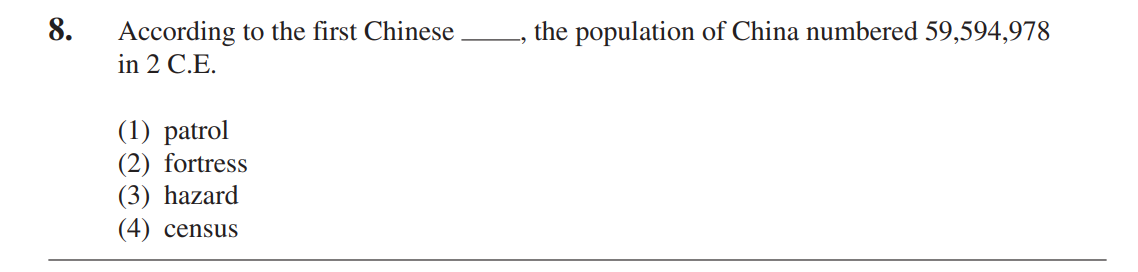 8. According to the first Chinese _____, the population of China numbered 59,594,978
in 2 C.E.
(1) patrol
(2) fortress
(3) hazard
(4) census